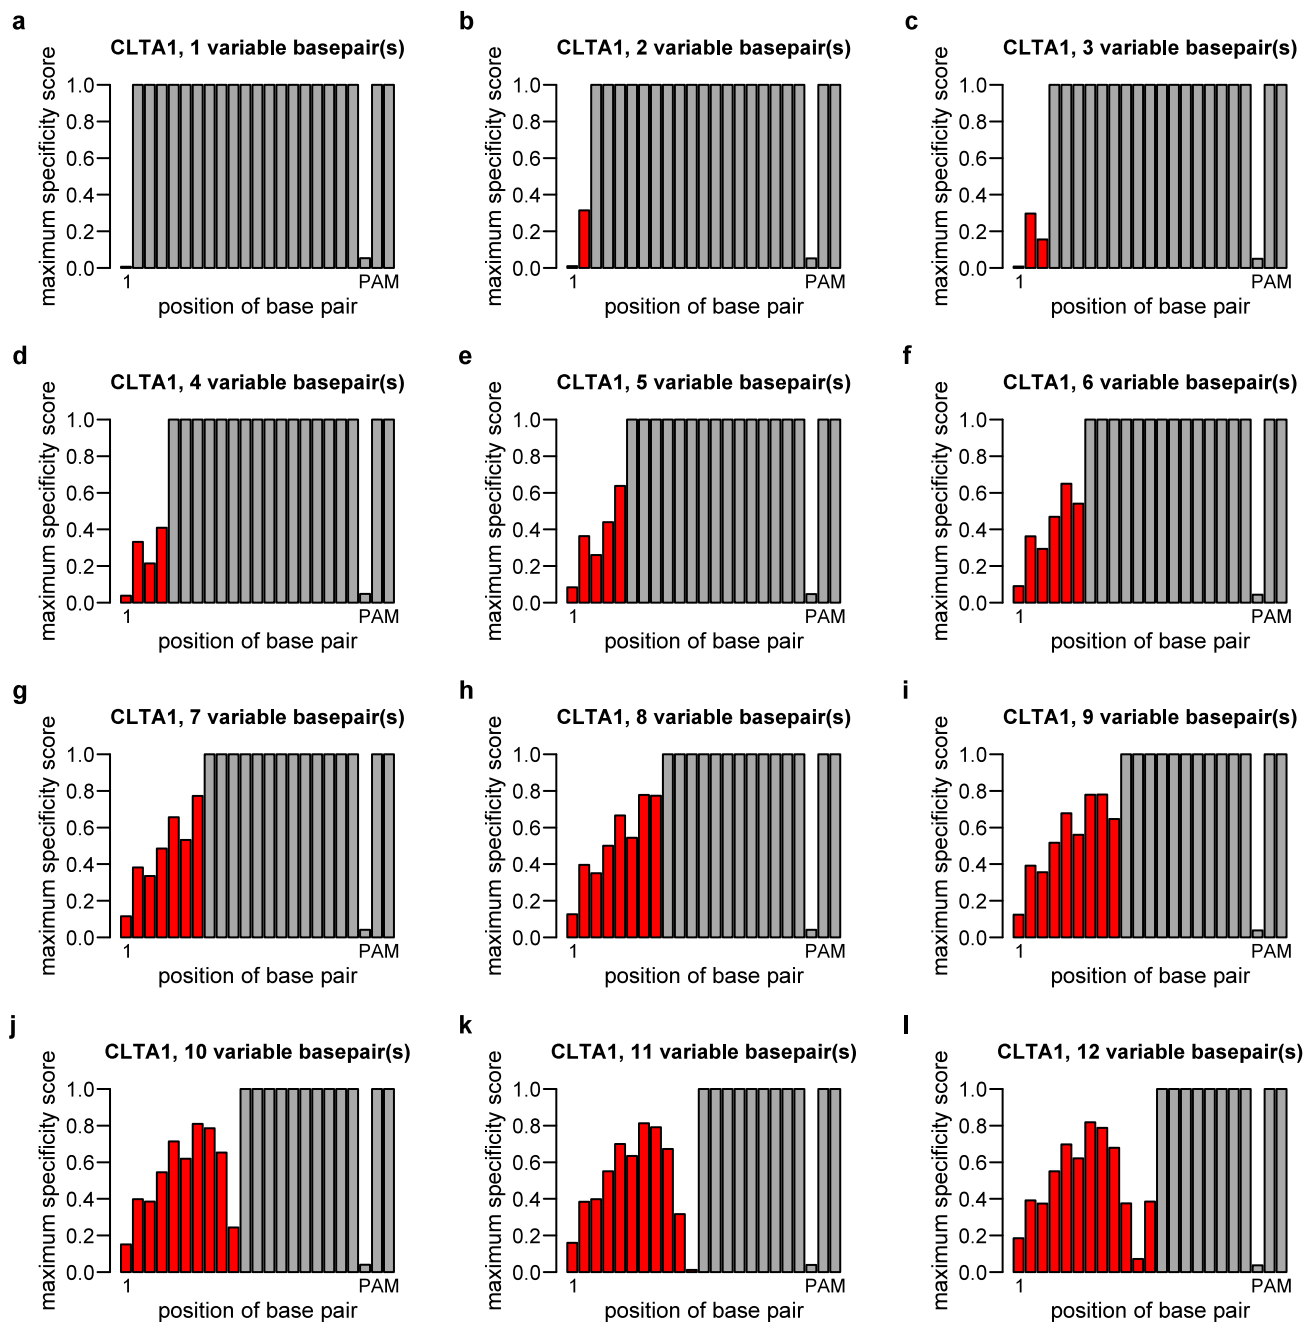 a
CLTA1, 1 variable basepair(s)
maximum specificity score
1.0
0.8
0.6
0.4
0.2
0.0
1
PAM
position of base pair
b
CLTA1, 2 variable basepair(s)
maximum specificity score
1.0
0.8
0.6
0.4
0.2
0.0
1
PAM
position of base pair
c
CLTA1, 3 variable basepair(s)
maximum specificity score
1.0
0.8
0.6
0.4
0.2
0.0
1
PAM
position of base pair
d
CLTA1, 4 variable basepair(s)
maximum specificity score
1.0
0.8
0.6
0.4
0.2
0.0
1
PAM
position of base pair
e
CLTA1, 5 variable basepair(s)
maximum specificity score
1.0
0.8
0.6
0.4
0.2
0.0
1
PAM
position of base pair
f
CLTA1, 6 variable basepair(s)
maximum specificity score
1.0
0.8
0.6
0.4
0.2
0.0
1
PAM
position of base pair
g
CLTA1, 7 variable basepair(s)
maximum specificity score
1.0
0.8
0.6
0.4
0.2
0.0
1
PAM
position of base pair
h
CLTA1, 8 variable basepair(s)
maximum specificity score
1.0
0.8
0.6
0.4
0.2
0.0
1
PAM
position of base pair
i
CLTA1, 9 variable basepair(s)
maximum specificity score
1.0
0.8
0.6
0.4
0.2
0.0
1
PAM
position of base pair
j
CLTA1, 10 variable basepair(s)
maximum specificity score
1.0
0.8
0.6
0.4
0.2
0.0
1
PAM
position of base pair
k
CLTA1, 11 variable basepair(s)
maximum specificity score
1.0
0.8
0.6
0.4
0.2
0.0
1
PAM
position of base pair
l
CLTA1, 12 variable basepair(s)
maximum specificity score
1.0
0.8
0.6
0.4
0.2
0.0
1
PAM
position of base pair